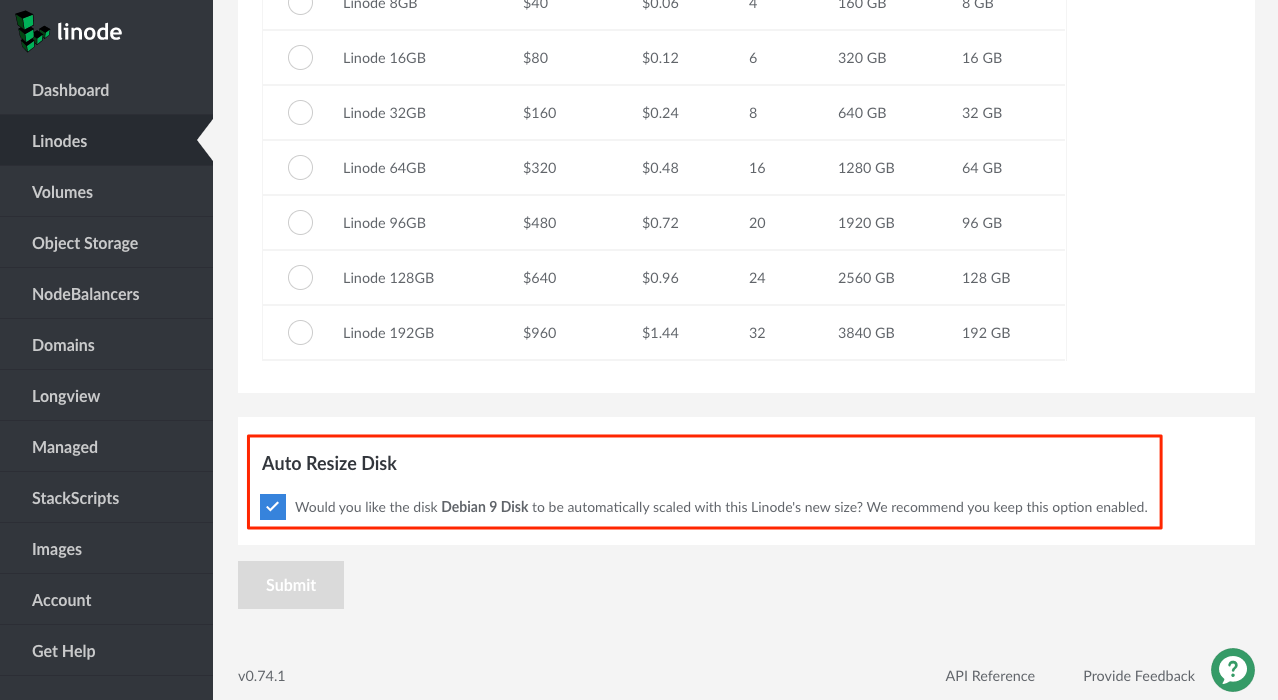 linode
Dashboard
Linodes
Volumes
Object Storage
NodeBalancers
Domains
Longview
Managed
StackScripts
Images
Account
Get Help
Linode 8GB $40 $0.06 4 160 GB 8 GB
Linode 16GB $80 $0.12 6 320 GB 16 GB
Linode 32GB $160 $0.24 8 640 GB 32 GB
Linode 64GB $320 $0.48 16 1280 GB 64 GB
Linode 96GB $480 $0.72 20 1920 GB 96 GB
Linode 128GB $640 $0.96 24 2560 GB 128 GB
Linode 192GB $960 $1.44 32 3840 GB 192 GB
Auto Resize Disk
Would you like the disk Debian 9 Disk to be automatically scaled with this Linode's new size? We recommend you keep this option enabled.
Submit
v0.74.1 API Reference Provide Feedback
?